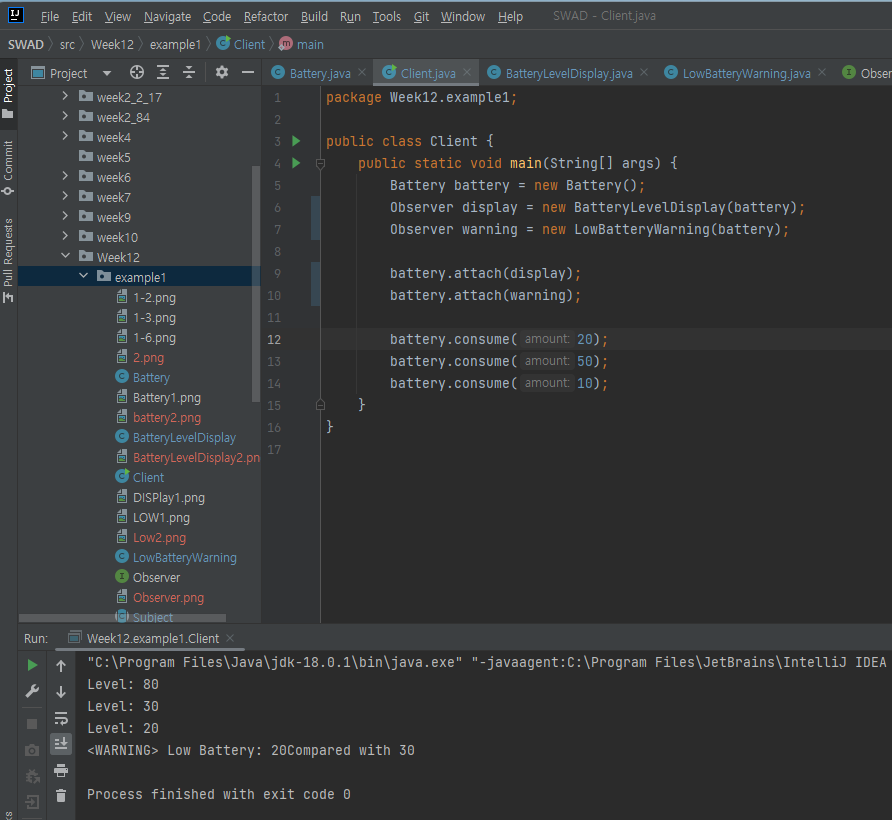 File Edit View Navigate Code Refactor Build Run Tools Git Window Help SWAD - Client.java
SWAD src Week12 example1 Client main
Project Battery.java Client.java BatteryLevelDisplay.java LowBatteryWarning.java Obser
Project
Commit
Pull Requests
week2_2_17
week2_84
week4
week5
week6
week7
week9
week10
Week12
example1
1-2.png
1-3.png
1-6.png
2.png
Battery
Battery1.png
battery2.png
BatteryLevelDisplay
BatteryLevelDisplay2.pn
Client
DISPlay1.png
LOW1.png
Low2.png
LowBatteryWarning
Observer
Observer.png
Subject
1 package Week12.example1;
2
3 public class Client {
4 public static void main(String[] args) {
5 Battery battery = new Battery();
6 Observer display = new BatteryLevelDisplay(battery);
7 Observer warning = new LowBatteryWarning(battery);
8
9 battery.attach(display);
10 battery.attach(warning);
11
12 battery.consume( amount: 20);
13 battery.consume( amount: 50);
14 battery.consume( amount: 10);
15 }
16 }
17
Run: Week12.example1.Client
"C:\Program Files\Java\jdk-18.0.1\bin\java.exe" "-javaagent:C:\Program Files\JetBrains\IntelliJ IDEA
Level: 80
Level: 30
Level: 20
<WARNING> Low Battery: 20Compared with 30
Process finished with exit code 0